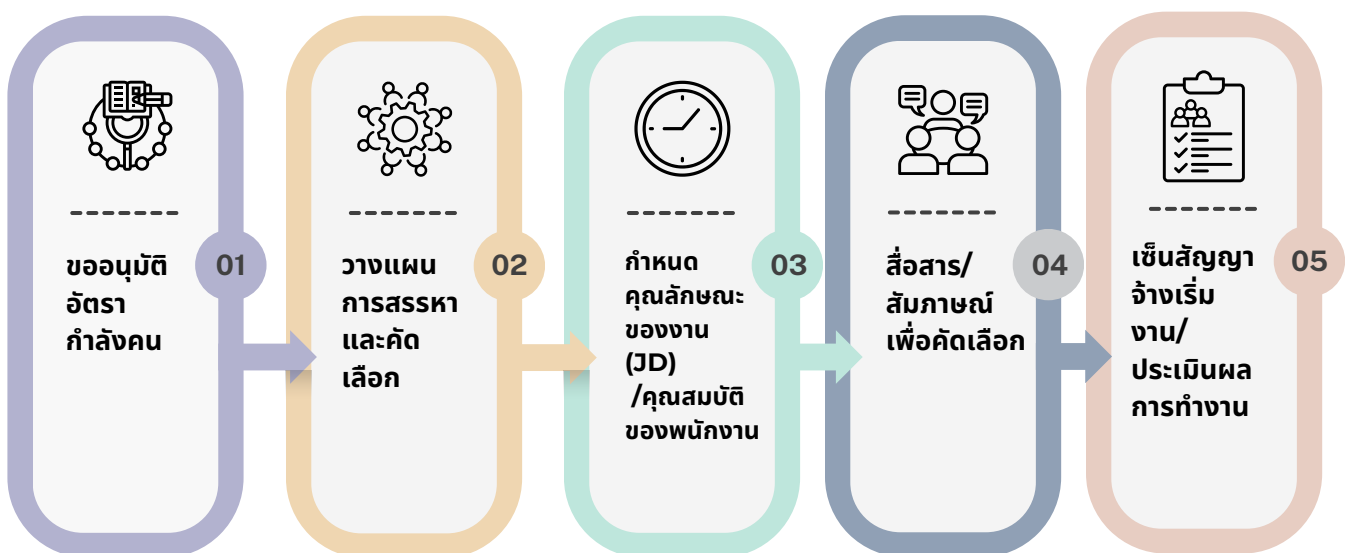 01
ขออนุมัติ
อัตรา
กำลังคน
02
วางแผน
การสรรหา
และคัด
เลือก
03
กำหนด
คุณลักษณะ
ของงาน
(JD)
/คุณสมบัติ
ของพนักงาน
04
สื่อสาร/
สัมภาษณ์
เพื่อคัดเลือก
05
เซ็นสัญญา
จ้างเริ่ม
งาน/
ประเมินผล
การทำงาน